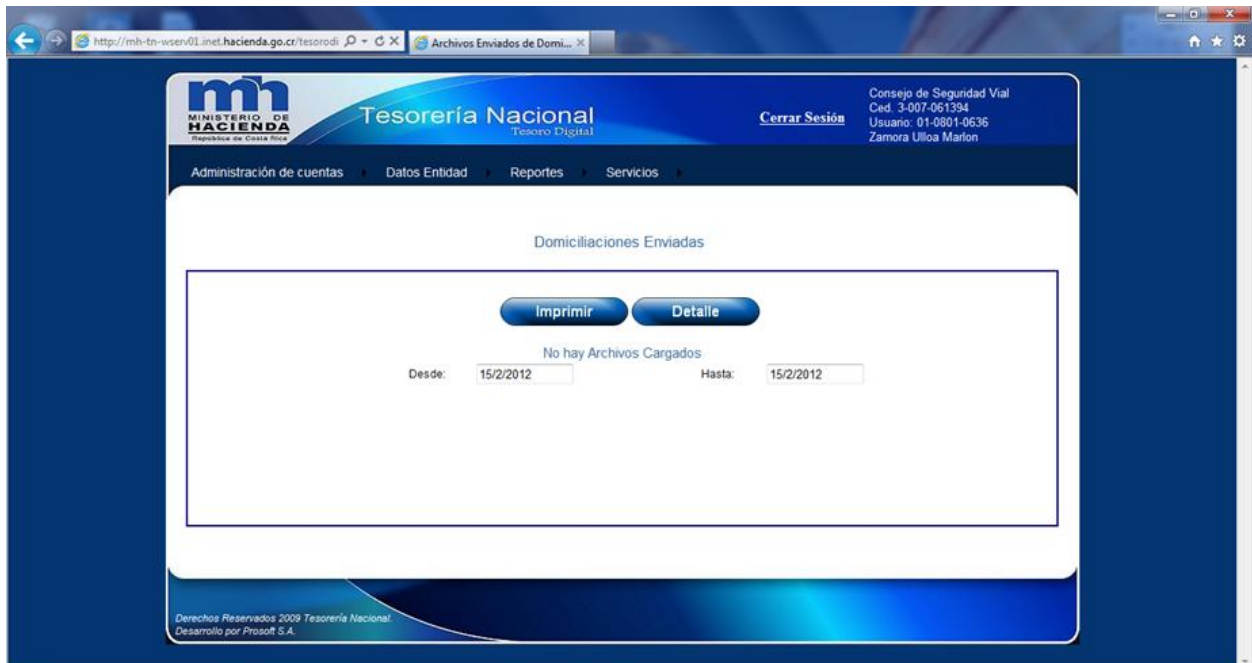 http://mh-tn-wserv01.inet.hacienda.go.cr/tesorodi
Archivos Enviados de Domi...
mh
MINISTERIO DE
HACIENDA
República de Costa Rica
Tesorería Nacional
Tesoro Digital
Cerrar Sesión
Consejo de Seguridad Vial
Ced. 3-007-061394
Usuario: 01-0801-0636
Zamora Ulloa Marlon
Administración de cuentas Datos Entidad Reportes Servicios
Domiciliaciones Enviadas
Imprimir Detalle
No hay Archivos Cargados
Desde: 15/2/2012 Hasta: 15/2/2012
Derechos Reservados 2009 Tesorería Nacional.
Desarrollo por Prosoft S.A.